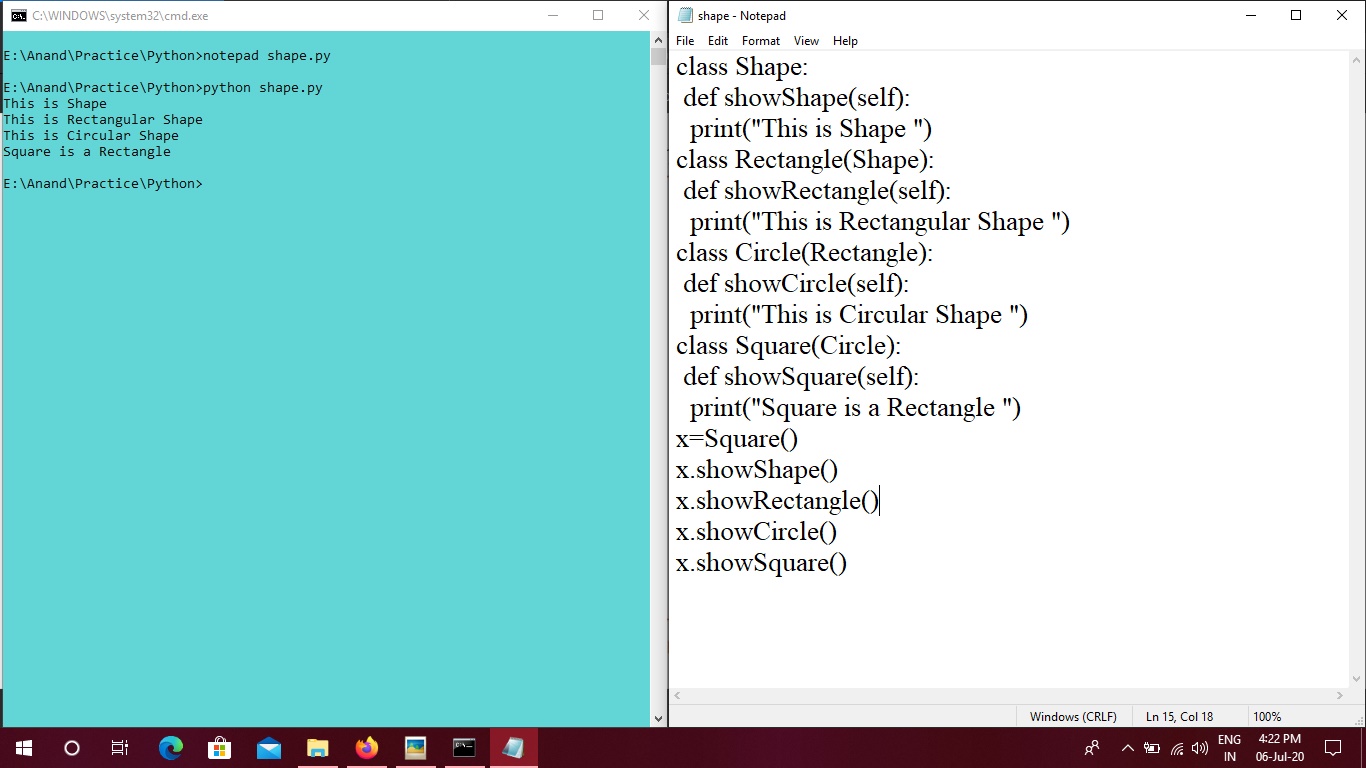 C:\WINDOWS\system32\cmd.exe
E:\Anand\Practice\Python>notepad shape.py
E:\Anand\Practice\Python>python shape.py
This is Shape
This is Rectangular Shape
This is Circular Shape
Square is a Rectangle
E:\Anand\Practice\Python>
shape - Notepad
File Edit Format View Help
class Shape:
 def showShape(self):
  print("This is Shape ")
class Rectangle(Shape):
 def showRectangle(self):
  print("This is Rectangular Shape ")
class Circle(Rectangle):
 def showCircle(self):
  print("This is Circular Shape ")
class Square(Circle):
 def showSquare(self):
  print("Square is a Rectangle ")
x=Square()
x.showShape()
x.showRectangle()
x.showCircle()
x.showSquare()
Windows (CRLF) Ln 15, Col 18 100%
ENG 4:22 PM
IN 06-Jul-20